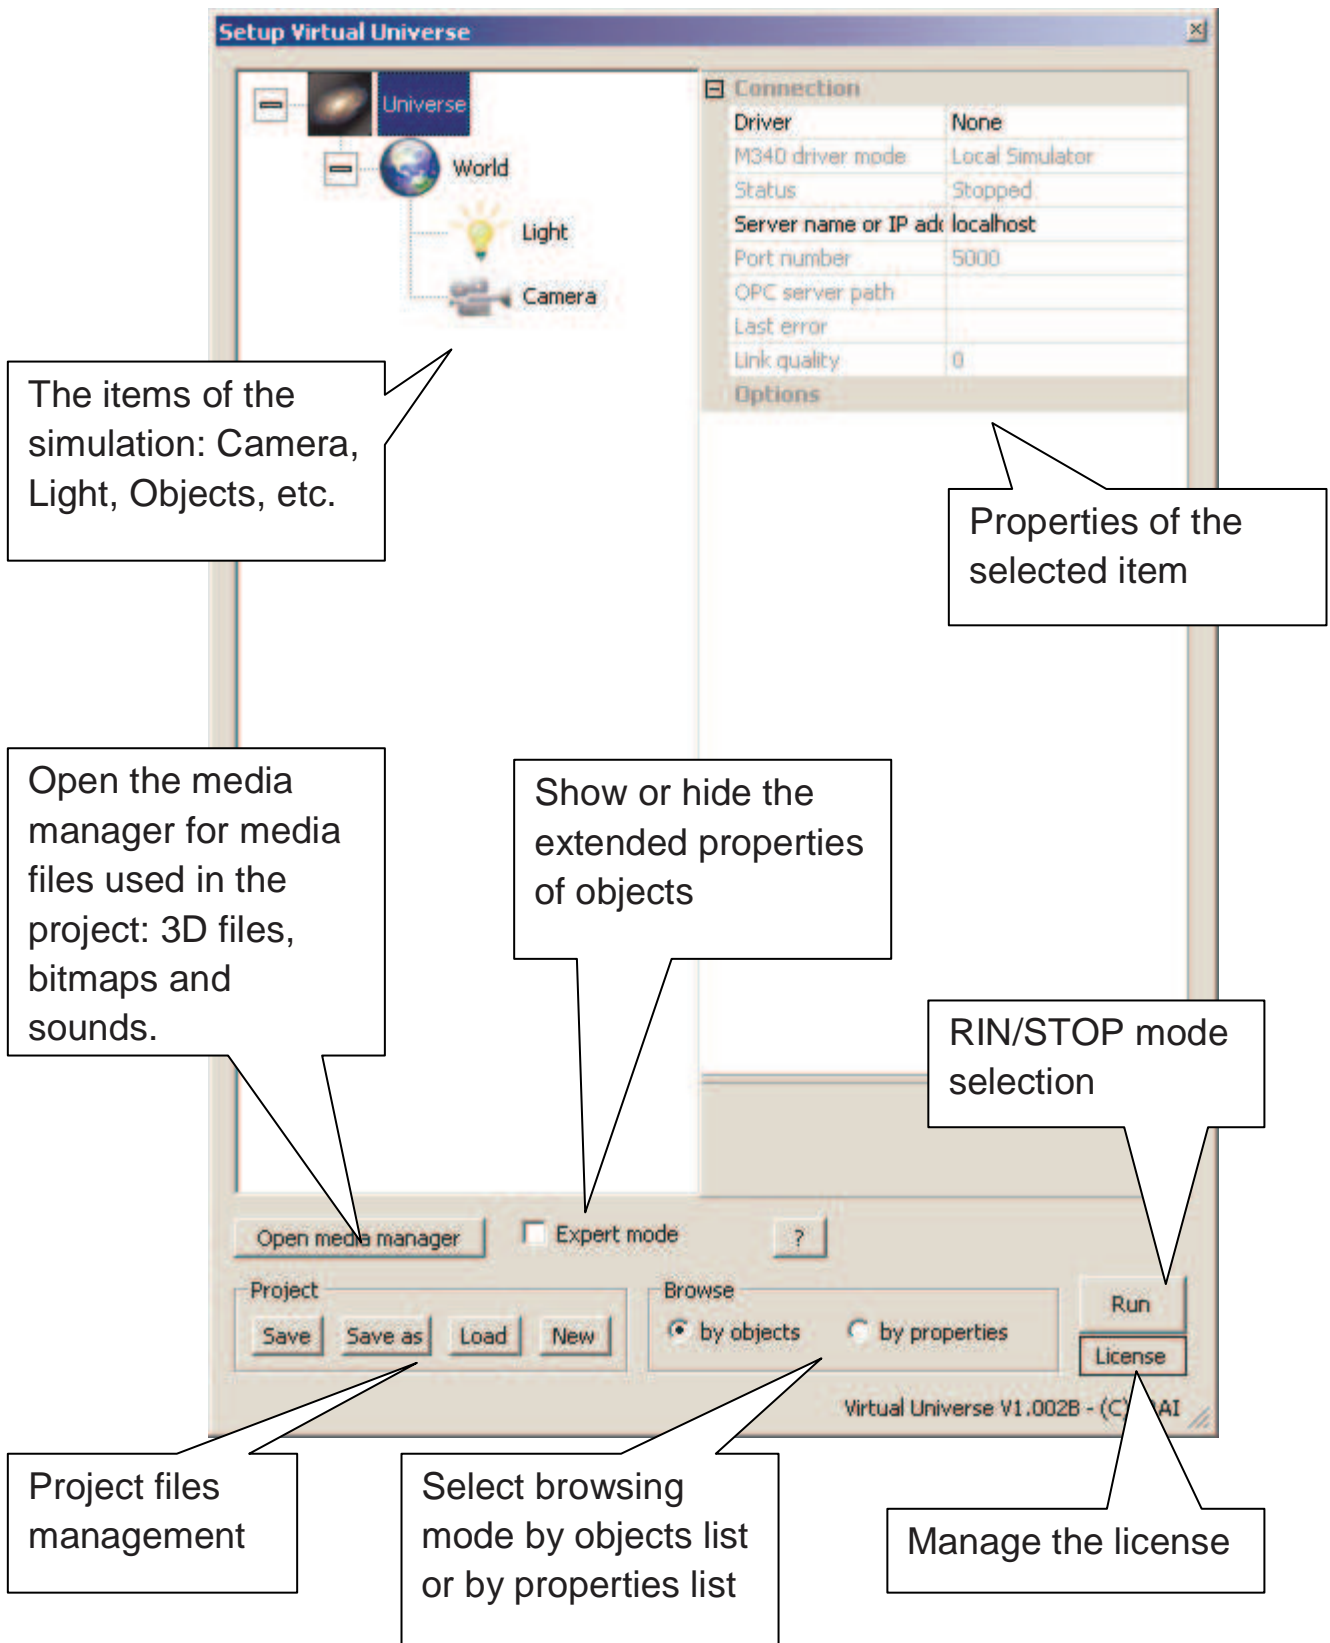 Setup Virtual Universe
Universe
World
Light
Camera
Connection
Driver None
M340 driver mode Local Simulator
Status Stopped
Server name or IP add localhost
Port number 5000
OPC server path
Last error
Link quality 0
Options
The items of the
simulation: Camera,
Light, Objects, etc.
Properties of the
selected item
Open the media
manager for media
files used in the
project: 3D files,
bitmaps and
sounds.
Show or hide the
extended properties
of objects
RIN/STOP mode
selection
Open media manager
Expert mode
?
Project
Save Save as Load New
Browse
by objects by properties
Run
License
Virtual Universe V1.002B - (C)
Project files
management
Select browsing
mode by objects list
or by properties list
Manage the license